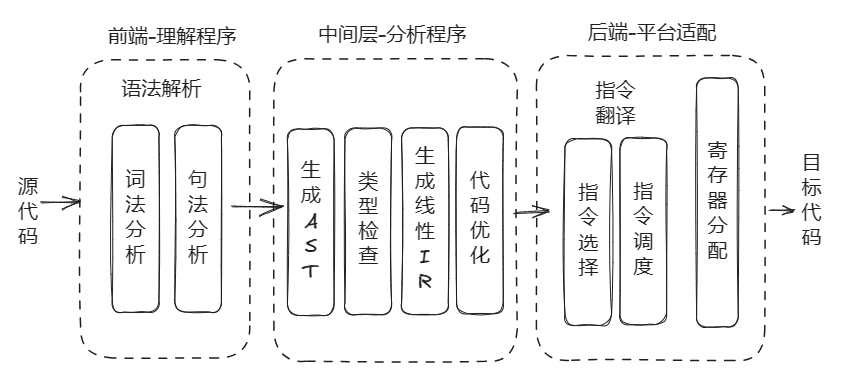 前端-理解程序
中间层-分析程序
后端-平台适配
语法解析
指令
翻译
源代码
词法分析
句法分析
生成AST
类型检查
生成线性IR
代码优化
指令选择
指令调度
寄存器分配
目标代码